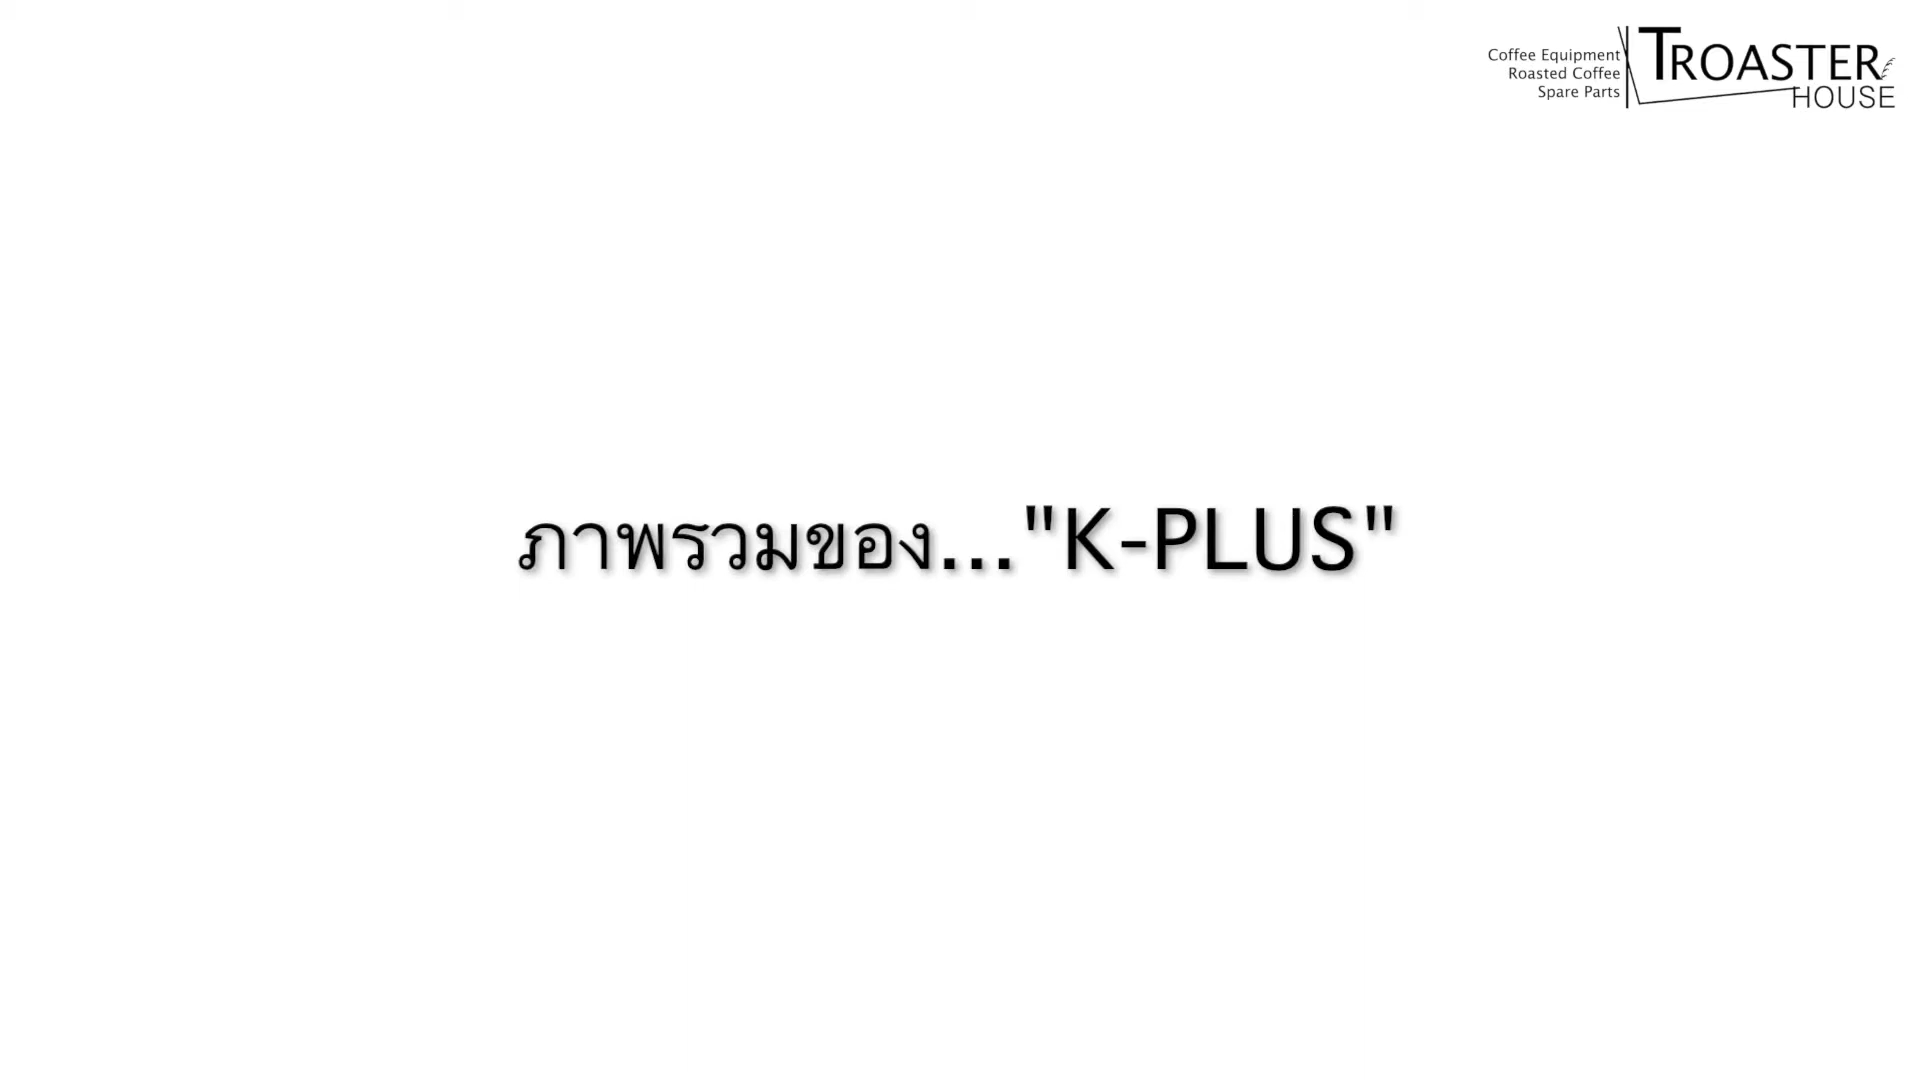 Coffee Equipment
Roasted Coffee
Spare Parts
TROASTER
HOUSE
ภาพรวมของ..."K-PLUS"